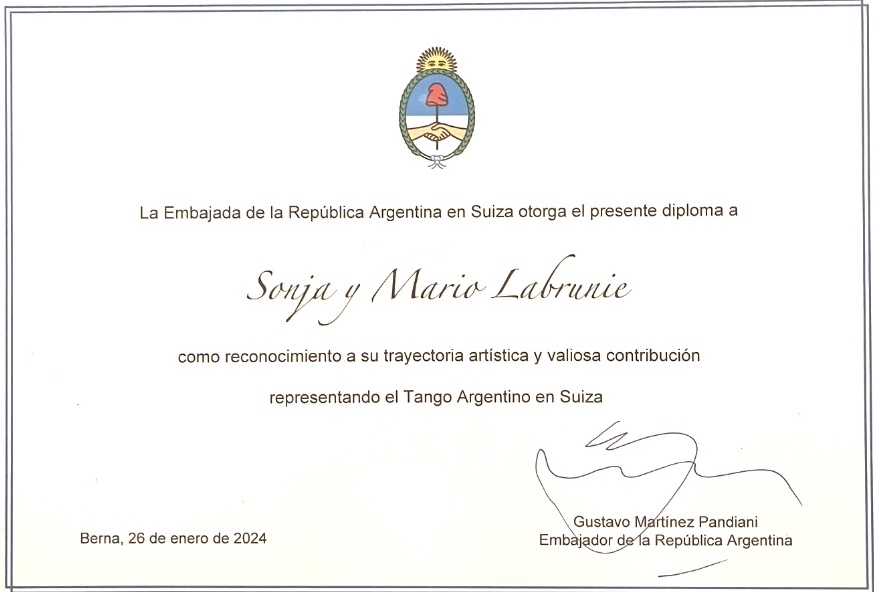 La Embajada de la República Argentina en Suiza otorga el presente diploma a
Sonja y Mario Labrunie
como reconocimiento a su trayectoria artística y valiosa contribución
representando el Tango Argentino en Suiza
Berna, 26 de enero de 2024
Gustavo Martínez Pandiani
Embajador de la República Argentina